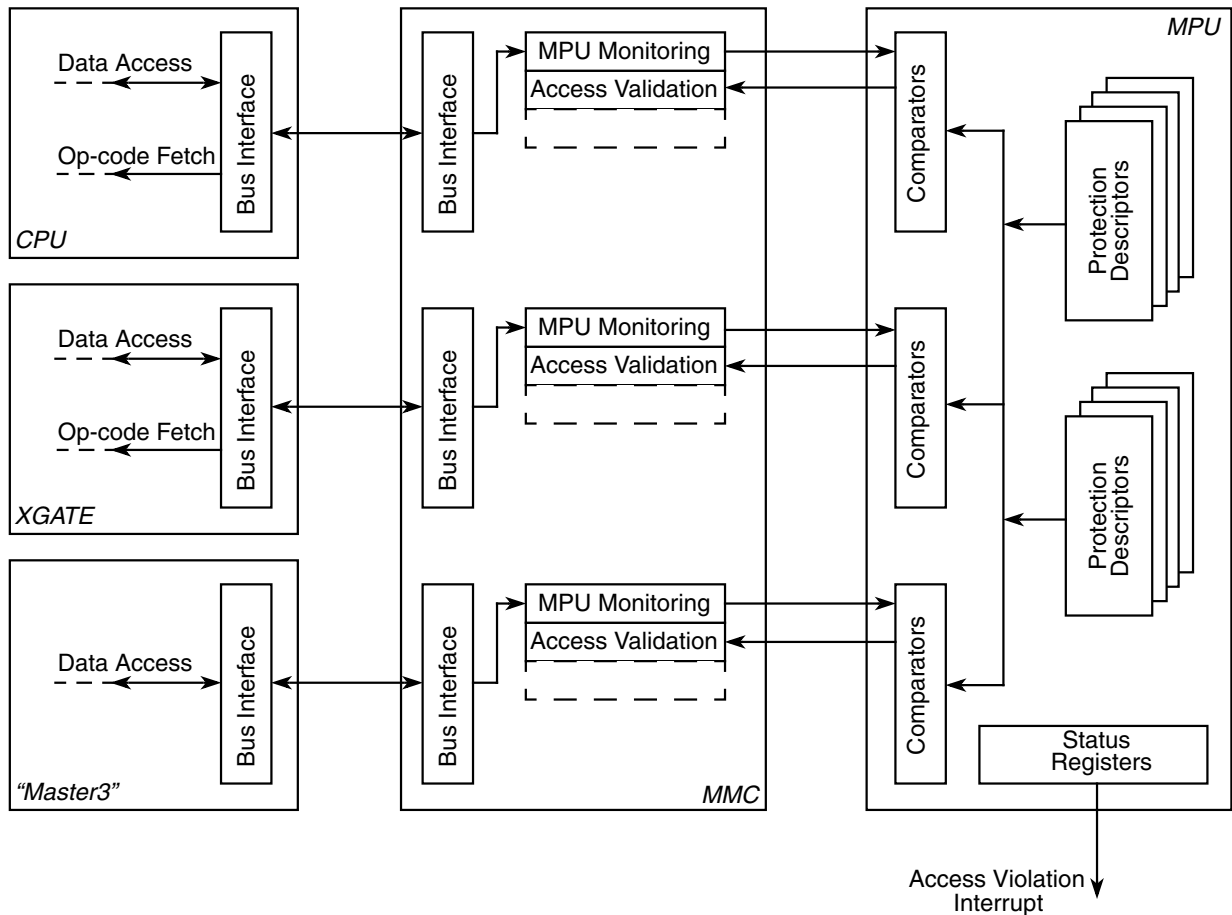 Data Access
Op-code Fetch
Bus Interface
CPU
Bus Interface
MPU Monitoring
Access Validation
Comparators
MPU
Protection
Descriptors
Data Access
Op-code Fetch
Bus Interface
XGATE
Bus Interface
MPU Monitoring
Access Validation
Comparators
Protection
Descriptors
Data Access
Bus Interface
“Master3”
Bus Interface
MPU Monitoring
Access Validation
MMC
Comparators
Status
Registers
Access Violation
Interrupt